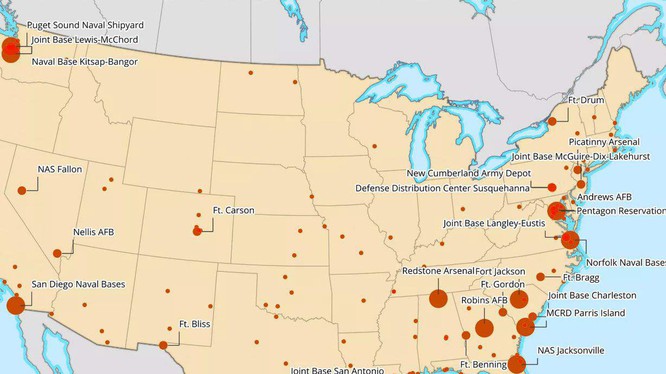 Puget Sound Naval Shipyard
Joint Base Lewis-McChord
Naval Base Kitsap-Bangor
Ft. Drum
Picatinny Arsenal
Joint Base McGuire-Dix-Lakehurst
New Cumberland Army Depot
NAS Fallon
Defense Distribution Center Susquehanna
Andrews AFB
Ft. Carson
Pentagon Reservation
Joint Base Langley-Eustis
Nellis AFB
Norfolk Naval Bases
Redstone Arsenal
Fort Jackson
Ft. Bragg
San Diego Naval Bases
Ft. Gordon
Joint Base Charleston
Robins AFB
MCRD Parris Island
Ft. Bliss
NAS Jacksonville
Ft. Benning
Joint Base San Antonio